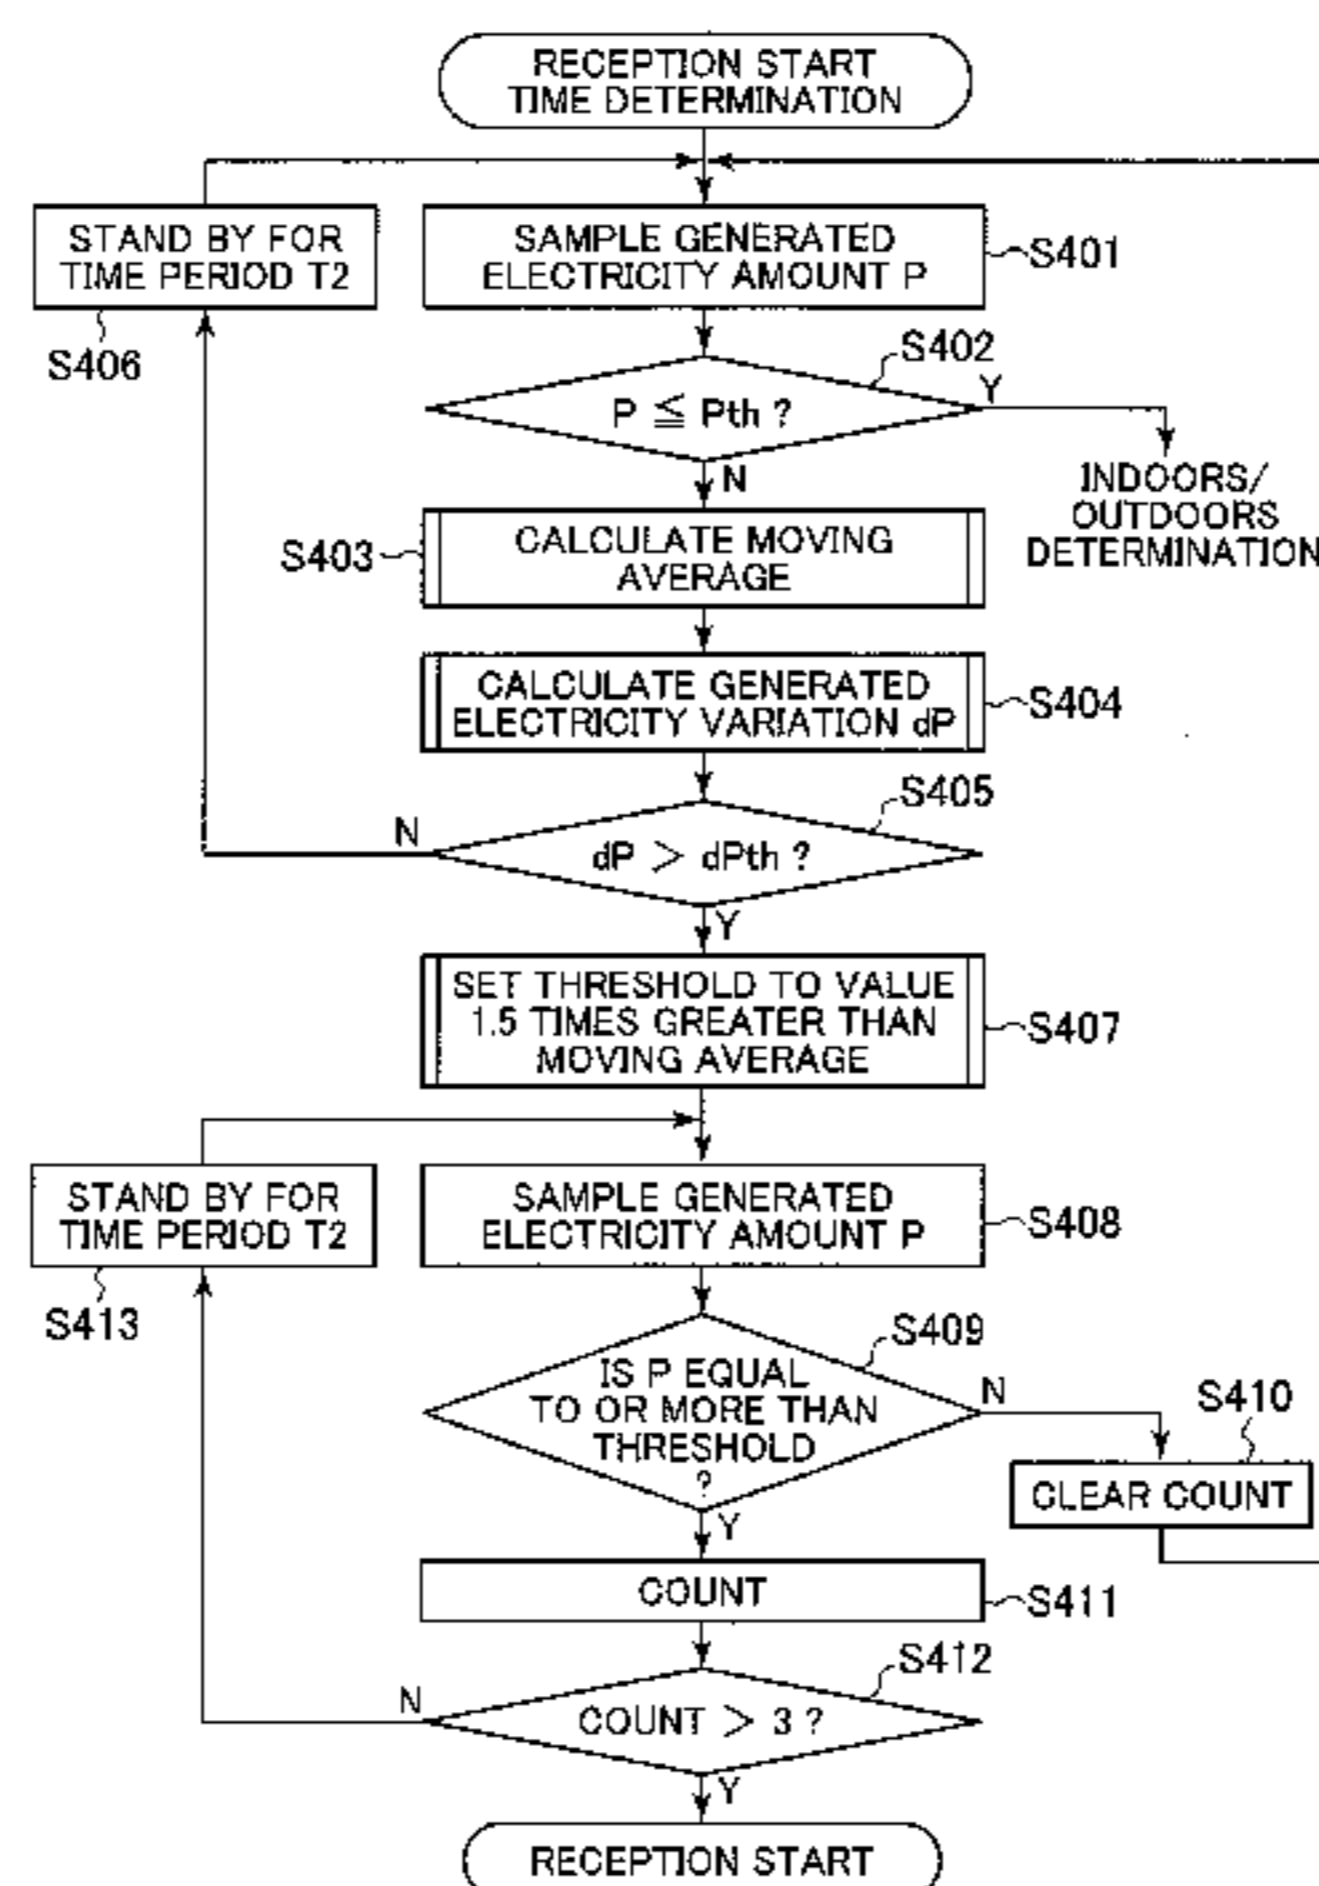 RECEPTION START
TIME DETERMINATION
STAND BY FOR
TIME PERIOD T2
S406
SAMPLE GENERATED
ELECTRICITY AMOUNT P
S401
S402
P ≦ Pth ?
Y
N
INDOORS/
OUTDOORS
DETERMINATION
S403
CALCULATE MOVING
AVERAGE
CALCULATE GENERATED
ELECTRICITY VARIATION dP
S404
S405
N
dP > dPth ?
Y
SET THRESHOLD TO VALUE
1.5 TIMES GREATER THAN
MOVING AVERAGE
S407
STAND BY FOR
TIME PERIOD T2
S413
SAMPLE GENERATED
ELECTRICITY AMOUNT P
S408
S409
IS P EQUAL
TO OR MORE THAN
THRESHOLD
?
N
S410
CLEAR COUNT
Y
COUNT
S411
S412
N
COUNT > 3 ?
Y
RECEPTION START